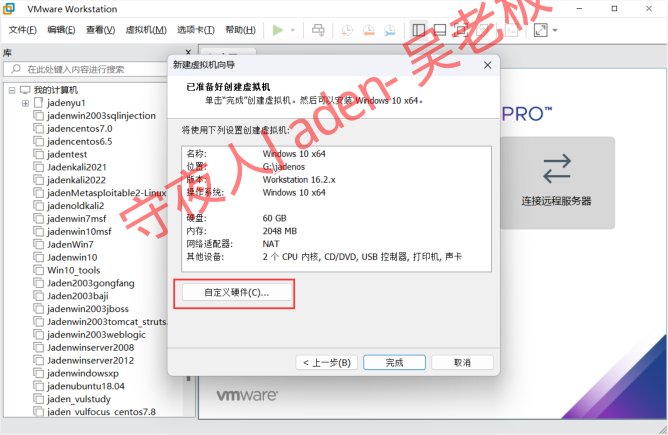 VMware Workstation
文件(F) 编辑(E) 查看(V) 虚拟机(M) 选项卡(T) 帮助(H)
库
在此处键入内容进行搜索
我的计算机
jadenyu1
jadenwin2003sqlinjection
jadencentos7.0
jadencentos6.5
jadentest
Jadenkali2021
jadenkali2022
jadenMetasploitable2-Linux
jadenoldkali2
jadenwin7msf
jadenwin10msf
JadenWin7
Jadenwin10
Win10_tools
Jaden2003gongfang
Jaden2003baji
jadenwin2003jboss
jadenwin2003tomcat_struts
jadenwin2003weblogic
Jadenwinserver2008
Jadenwinserver2012
jadenwindowsxp
jadenubuntu18.04
jaden_vulstudy
jaden_vulfocus_centos7.8
新建虚拟机向导
已准备好创建虚拟机
单击“完成”创建虚拟机。然后可以安装 Windows 10 x64。
将使用下列设置创建虚拟机:
名称: Windows 10 x64
位置: G:\jadenos
版本: Workstation 16.2.x
操作系统: Windows 10 x64
硬盘: 60 GB
内存: 2048 MB
网络适配器: NAT
其他设备: 2 个 CPU 内核, CD/DVD, USB 控制器, 打印机, 声卡
自定义硬件(C)...
< 上一步(B) 完成 取消
PRO™
连接远程服务器
vmware
守夜人Jaden-吴老板